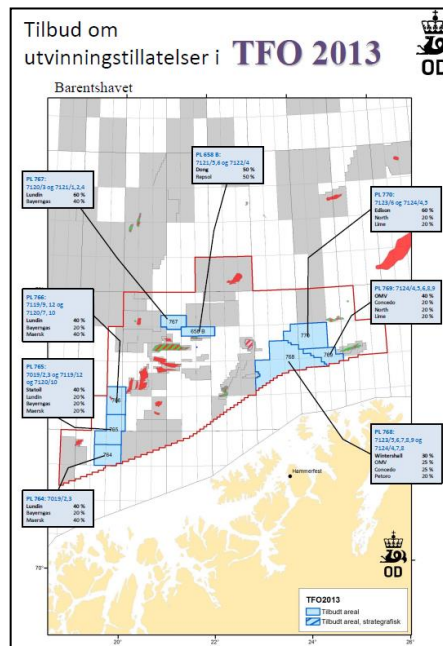 Tilbud om
utvinningstillatelser i TFO 2013
OD
Barentshavet
PL 767:
7120/3 og 7121/1,2,4
Lundin 60 %
Bayerngas 40 %
PL 658 B:
7121/5,6 og 7122/4
Dong 50 %
Repsol 50 %
PL 770:
7123/6 og 7124/4,5
Edison 60 %
North 20 %
Lime 20 %
PL 766:
7119/9, 12 og
7120/7, 10
Lundin 40 %
Bayerngas 20 %
Maersk 40 %
PL 769: 7124/4,5,6,8,9
OMV 40 %
Concedo 20 %
North 20 %
Lime 20 %
PL 765:
7019/2,3 og 7119/12
og 7120/10
Statoil 40 %
Lundin 20 %
Bayerngas 20 %
Maersk 20 %
PL 768:
7123/5,6,7,8,9 og
7124/4,7,8
Wintershall 30 %
OMV 25 %
Concedo 25 %
Petoro 20 %
PL 764: 7019/2,3
Lundin 40 %
Bayerngas 20 %
Maersk 40 %
767
658 B
770
769
768
766
765
764
Hammerfest
70°
OD
TFO2013
Tilbudt areal
Tilbudt areal, stratigrafisk
20°
22°
24°
26°